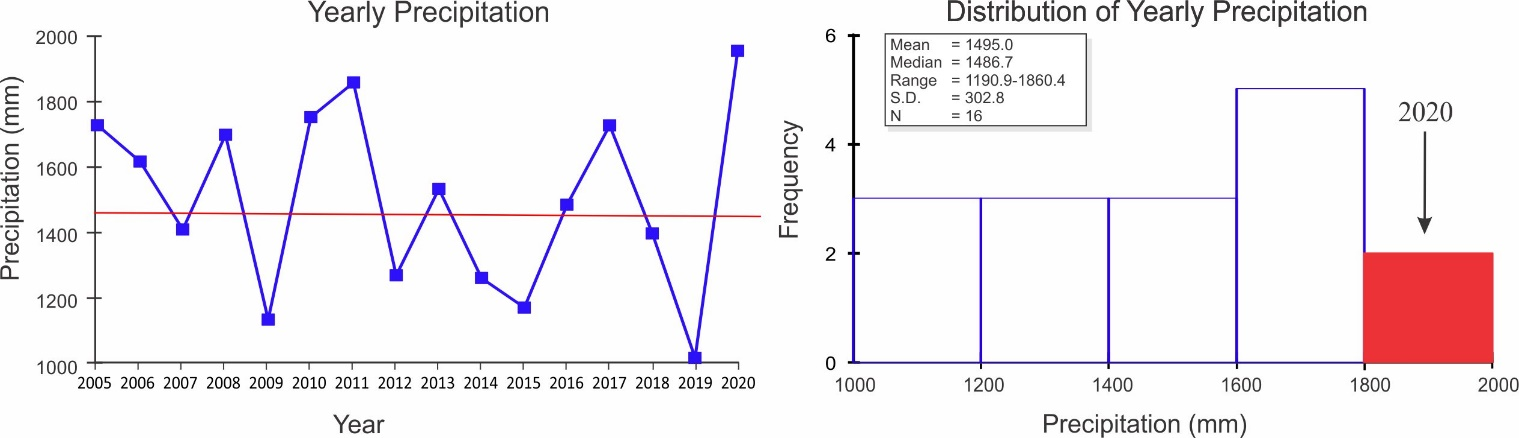 Yearly Precipitation
2000
1800
1600
1400
1200
1000
Precipitation (mm)
2005 2006 2007 2008 2009 2010 2011 2012 2013 2014 2015 2016 2017 2018 2019 2020
Year
Distribution of Yearly Precipitation
Mean = 1495.0
Median = 1486.7
Range = 1190.9-1860.4
S.D. = 302.8
N = 16
2020
6
4
2
0
Frequency
1000 1200 1400 1600 1800 2000
Precipitation (mm)